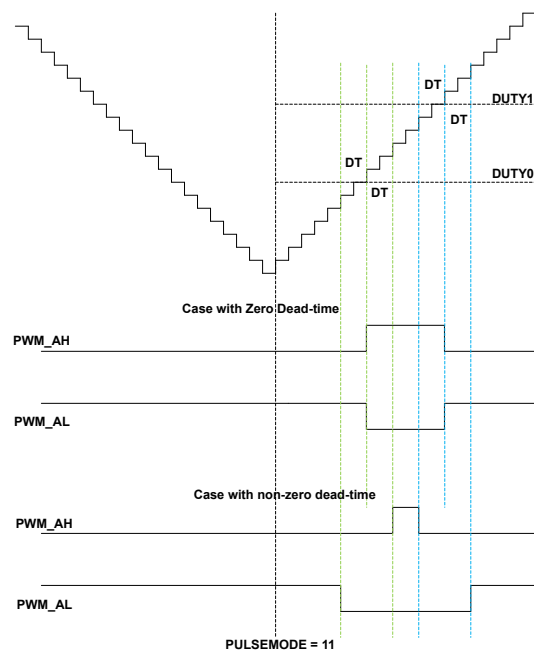 DT
DUTY1
DT
DT
DUTY0
DT
Case with Zero Dead-time
PWM_AH
PWM_AL
Case with non-zero dead-time
PWM_AH
PWM_AL
PULSEMODE = 11